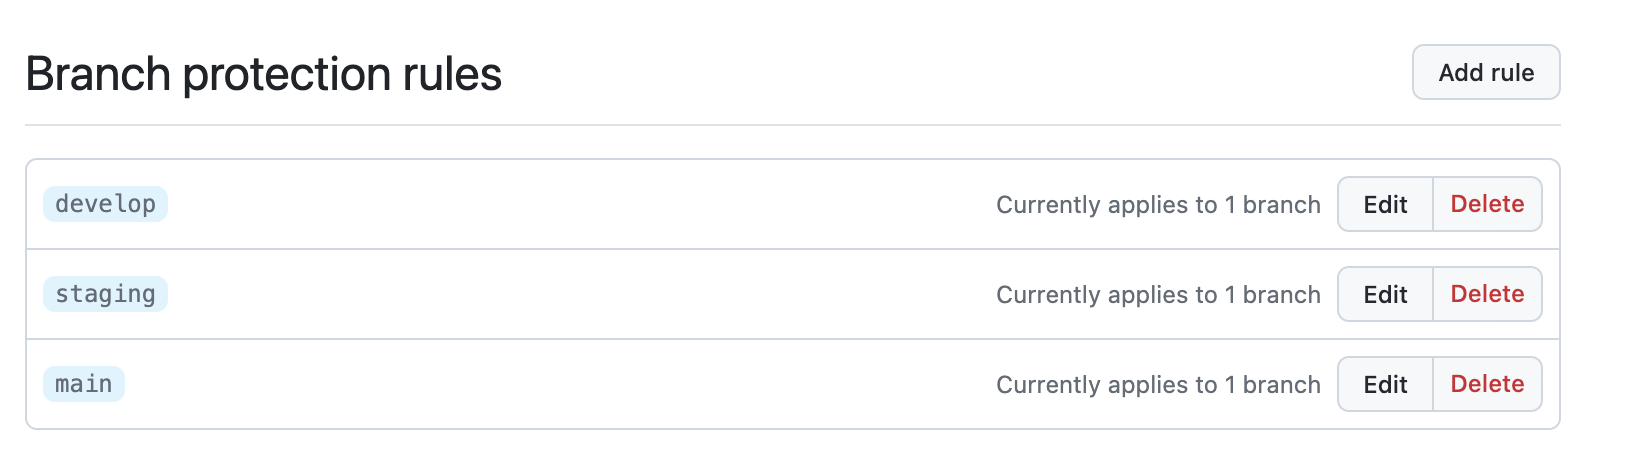 Branch protection rules
Add rule
develop
Currently applies to 1 branch
Edit
Delete
staging
Currently applies to 1 branch
Edit
Delete
main
Currently applies to 1 branch
Edit
Delete